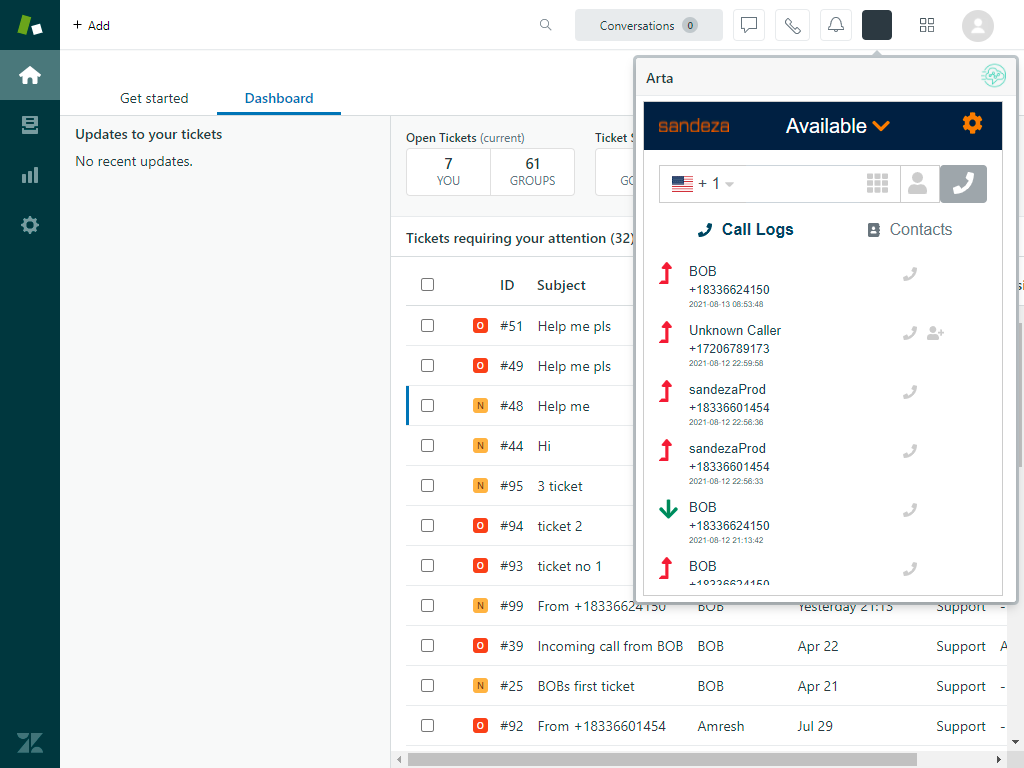 + Add
Conversations 0
Get started
Dashboard
Updates to your tickets
No recent updates.
Open Tickets (current)
7
YOU
61
GROUPS
Ticket
Tickets requiring your attention (32)
ID Subject
O #51 Help me pls
O #49 Help me pls
N #48 Help me
N #44 Hi
N #95 3 ticket
O #94 ticket 2
O #93 ticket no 1
N #99 From +18336624150 BOB Yesterday 21:13 Support -
O #39 Incoming call from BOB BOB Apr 22 Support A
N #25 BOBs first ticket BOB Apr 21 Support -
O #92 From +18336601454 Amresh Jul 29 Support -
Arta
sandeza
Available
+ 1
Call Logs
Contacts
BOB
+18336624150
2021-08-13 08:53:48
Unknown Caller
+17206789173
2021-08-12 22:59:58
sandezaProd
+18336601454
2021-08-12 22:56:36
sandezaProd
+18336601454
2021-08-12 22:56:33
BOB
+18336624150
2021-08-12 21:13:42
BOB
+18336624150